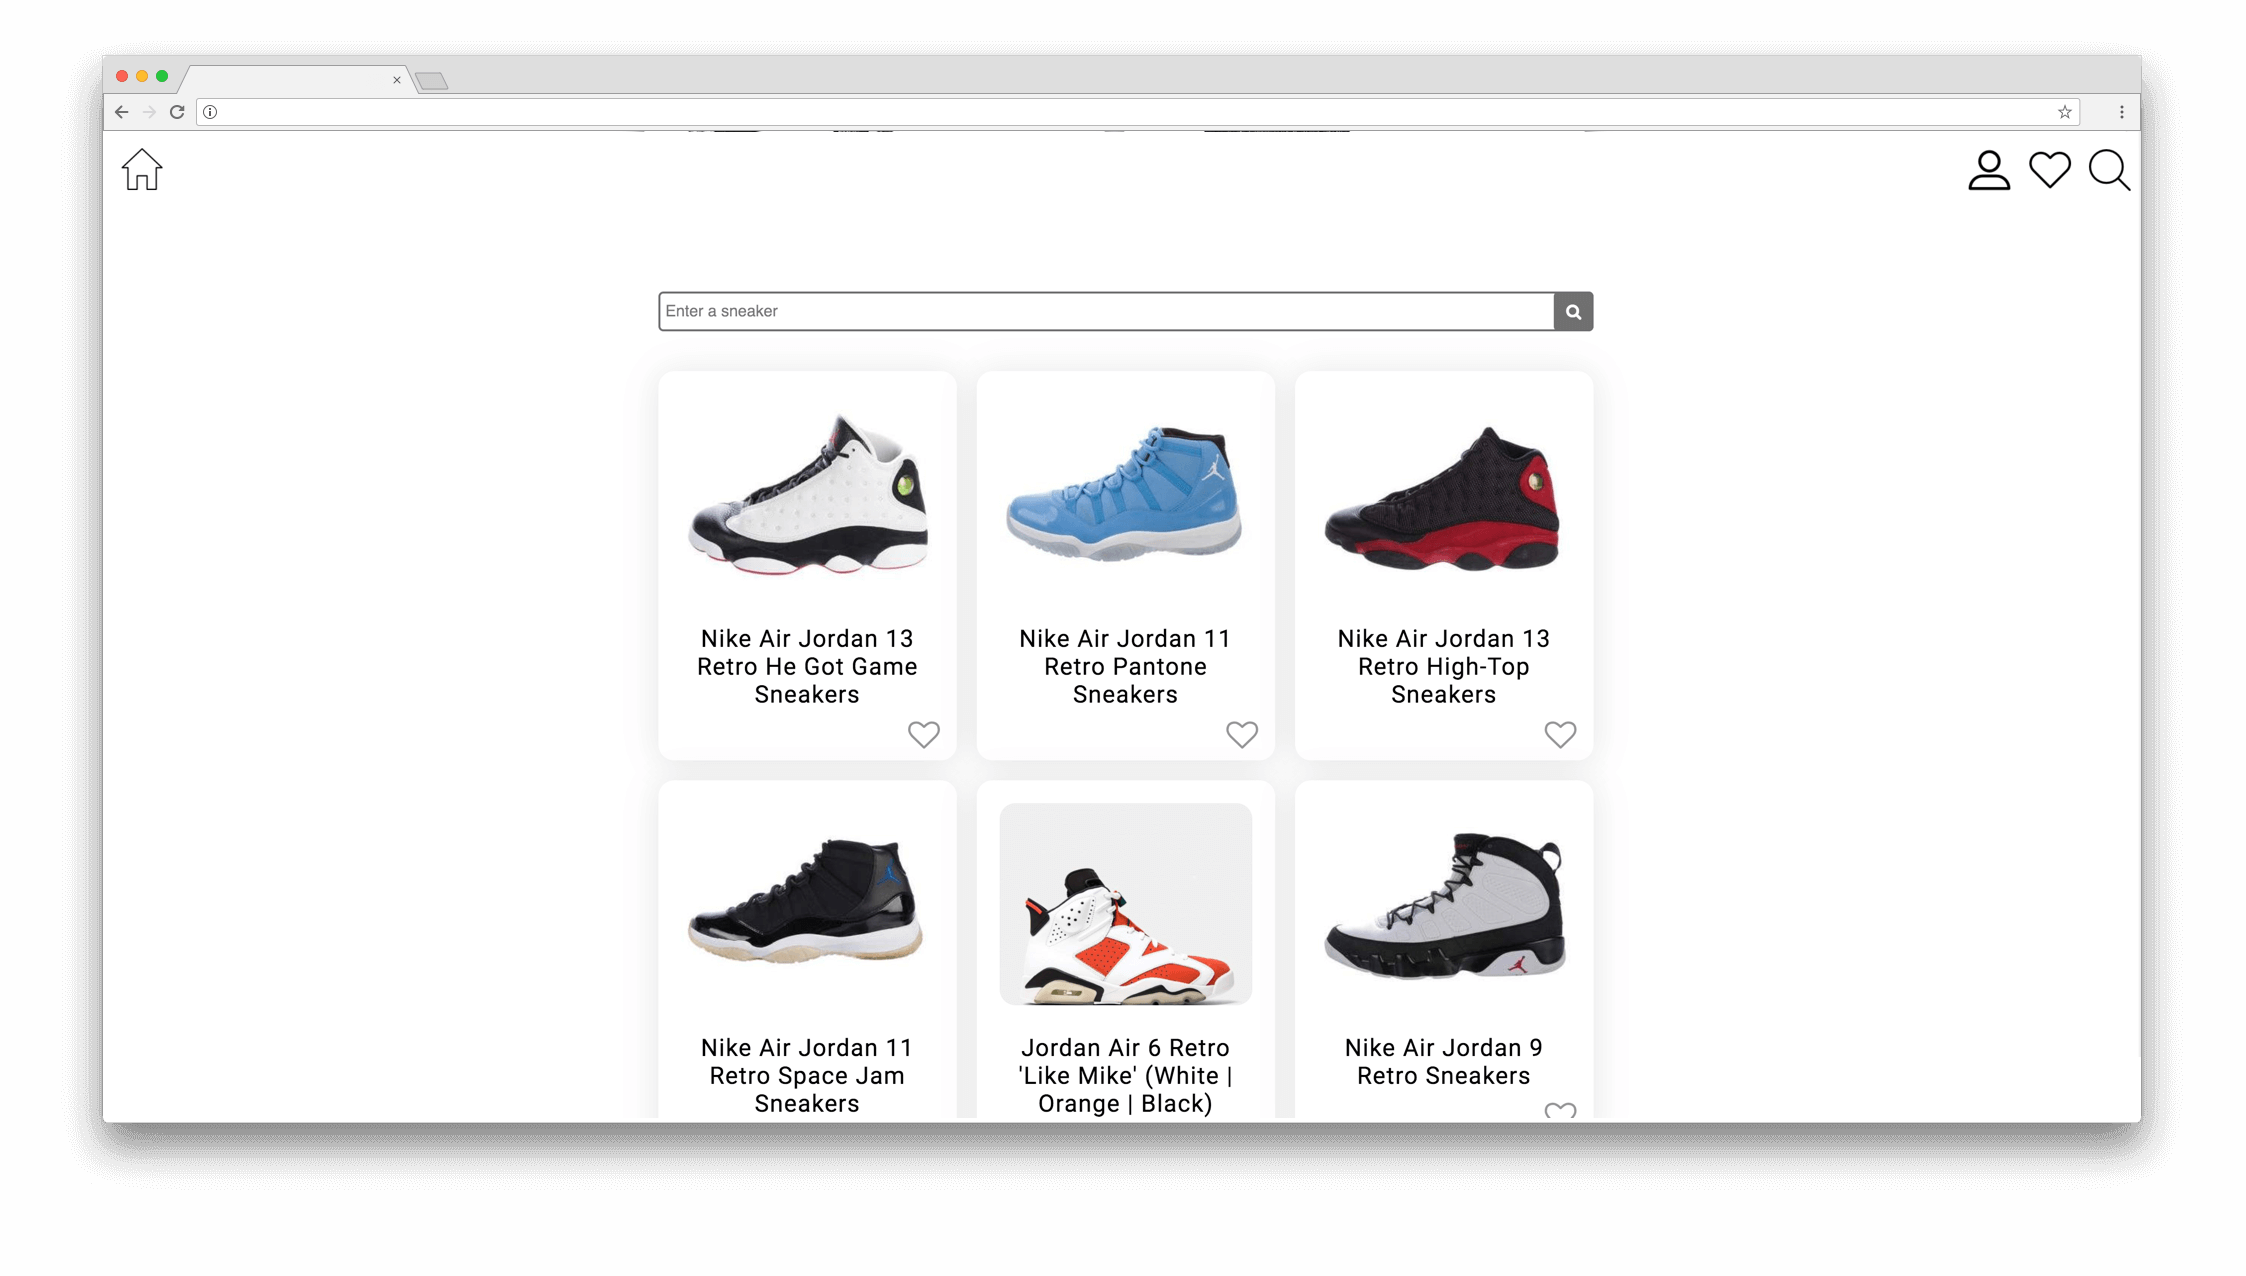 Enter a sneaker
Nike Air Jordan 13
Retro He Got Game
Sneakers
Nike Air Jordan 11
Retro Pantone
Sneakers
Nike Air Jordan 13
Retro High-Top
Sneakers
Nike Air Jordan 11
Retro Space Jam
Sneakers
Jordan Air 6 Retro
'Like Mike' (White |
Orange | Black)
Nike Air Jordan 9
Retro Sneakers